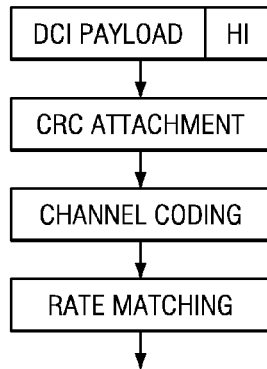 DCI PAYLOAD HI
CRC ATTACHMENT
CHANNEL CODING
RATE MATCHING